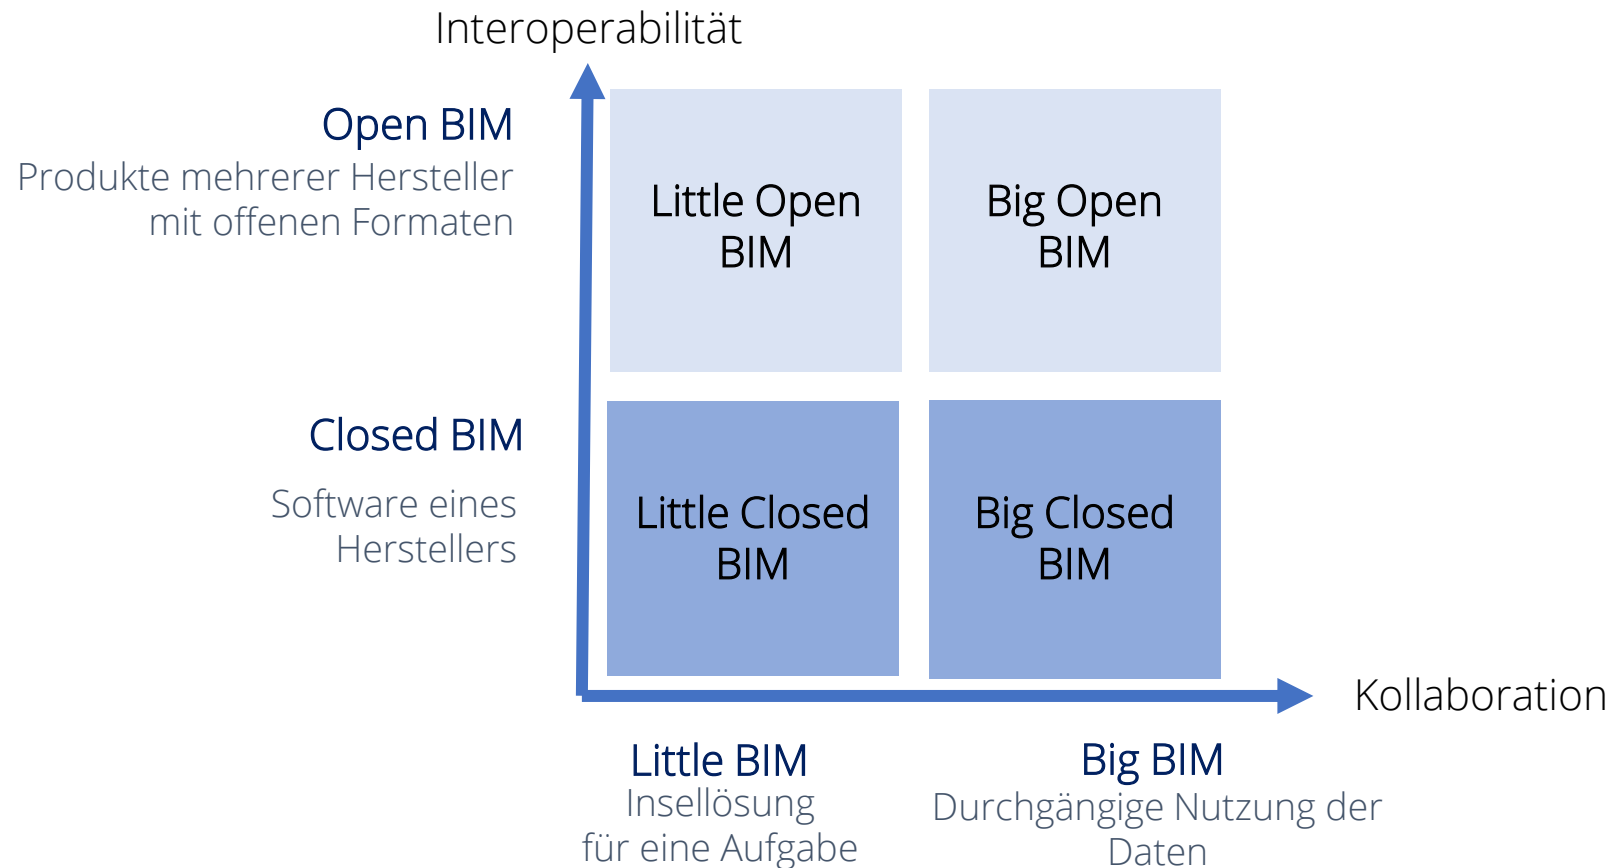 Interoperabilität
Open BIM
Produkte mehrerer Hersteller
mit offenen Formaten
Little Open
BIM
Big Open
BIM
Closed BIM
Software eines
Herstellers
Little Closed
BIM
Big Closed
BIM
Kollaboration
Little BIM
Insellösung
für eine Aufgabe
Big BIM
Durchgängige Nutzung der
Daten